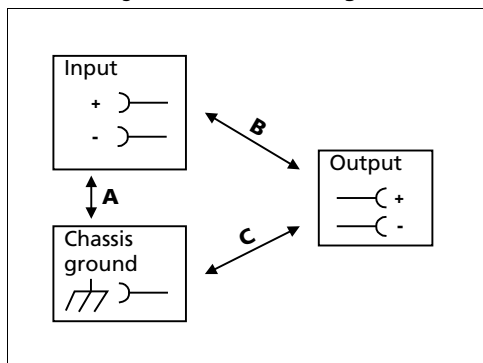 Input
+
-
B
Output
+
-
A
Chassis
ground
C